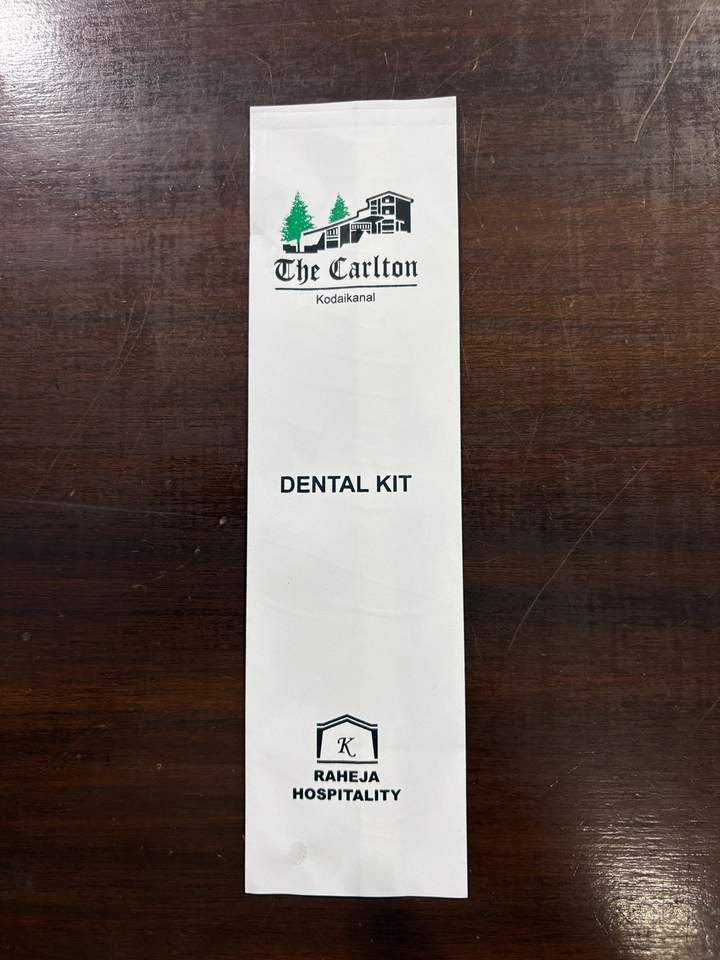 The Carlton
Kodaikanal
DENTAL KIT
K
RAHEJA
HOSPITALITY